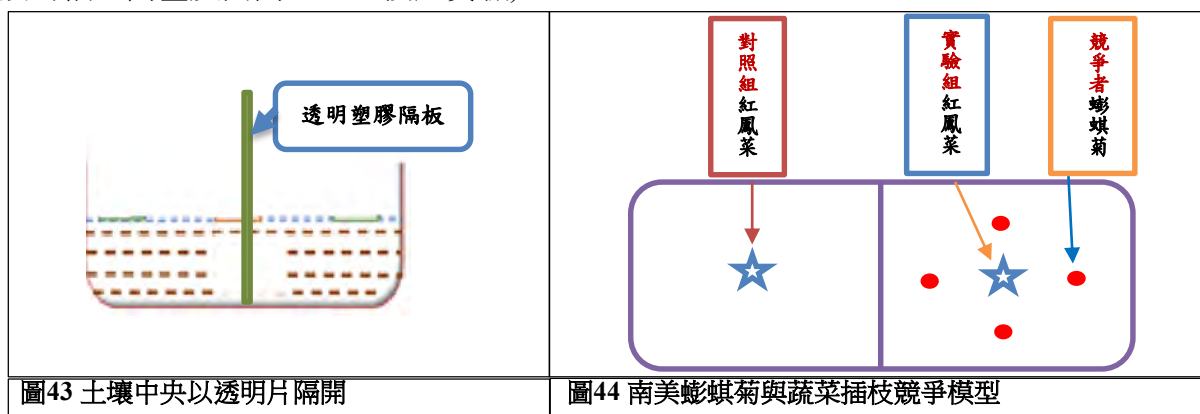 透明塑膠隔板
對照組紅鳳菜
實驗組紅鳳菜
競爭者蟛蜞菊
圖43 土壤中央以透明片隔開
圖44 南美蟛蜞菊與蔬菜插枝競爭模型